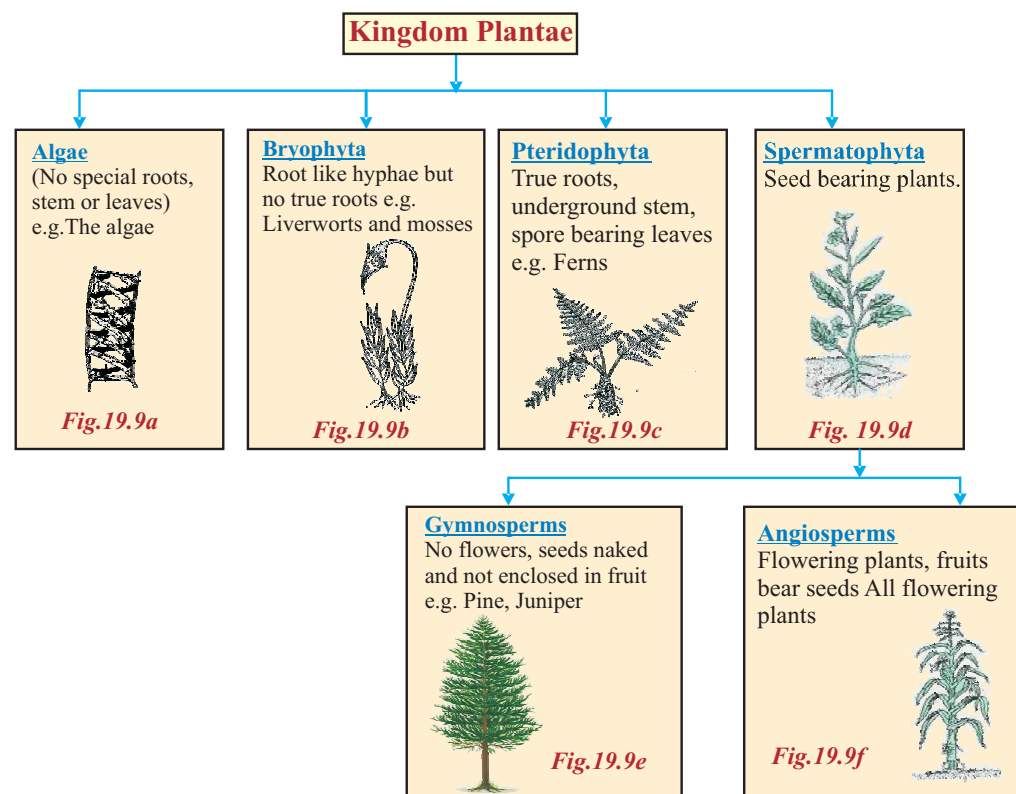 Kingdom Plantae
Algae
(No special roots,
stem or leaves)
e.g.The algae
Fig.19.9a
Bryophyta
Root like hyphae but
no true roots e.g.
Liverworts and mosses
Fig.19.9b
Pteridophyta
True roots,
underground stem,
spore bearing leaves
e.g. Ferns
Fig.19.9c
Spermatophyta
Seed bearing plants.
Fig. 19.9d
Gymnosperms
No flowers, seeds naked
and not enclosed in fruit
e.g. Pine, Juniper
Fig.19.9e
Angiosperms
Flowering plants, fruits
bear seeds All flowering
plants
Fig.19.9f